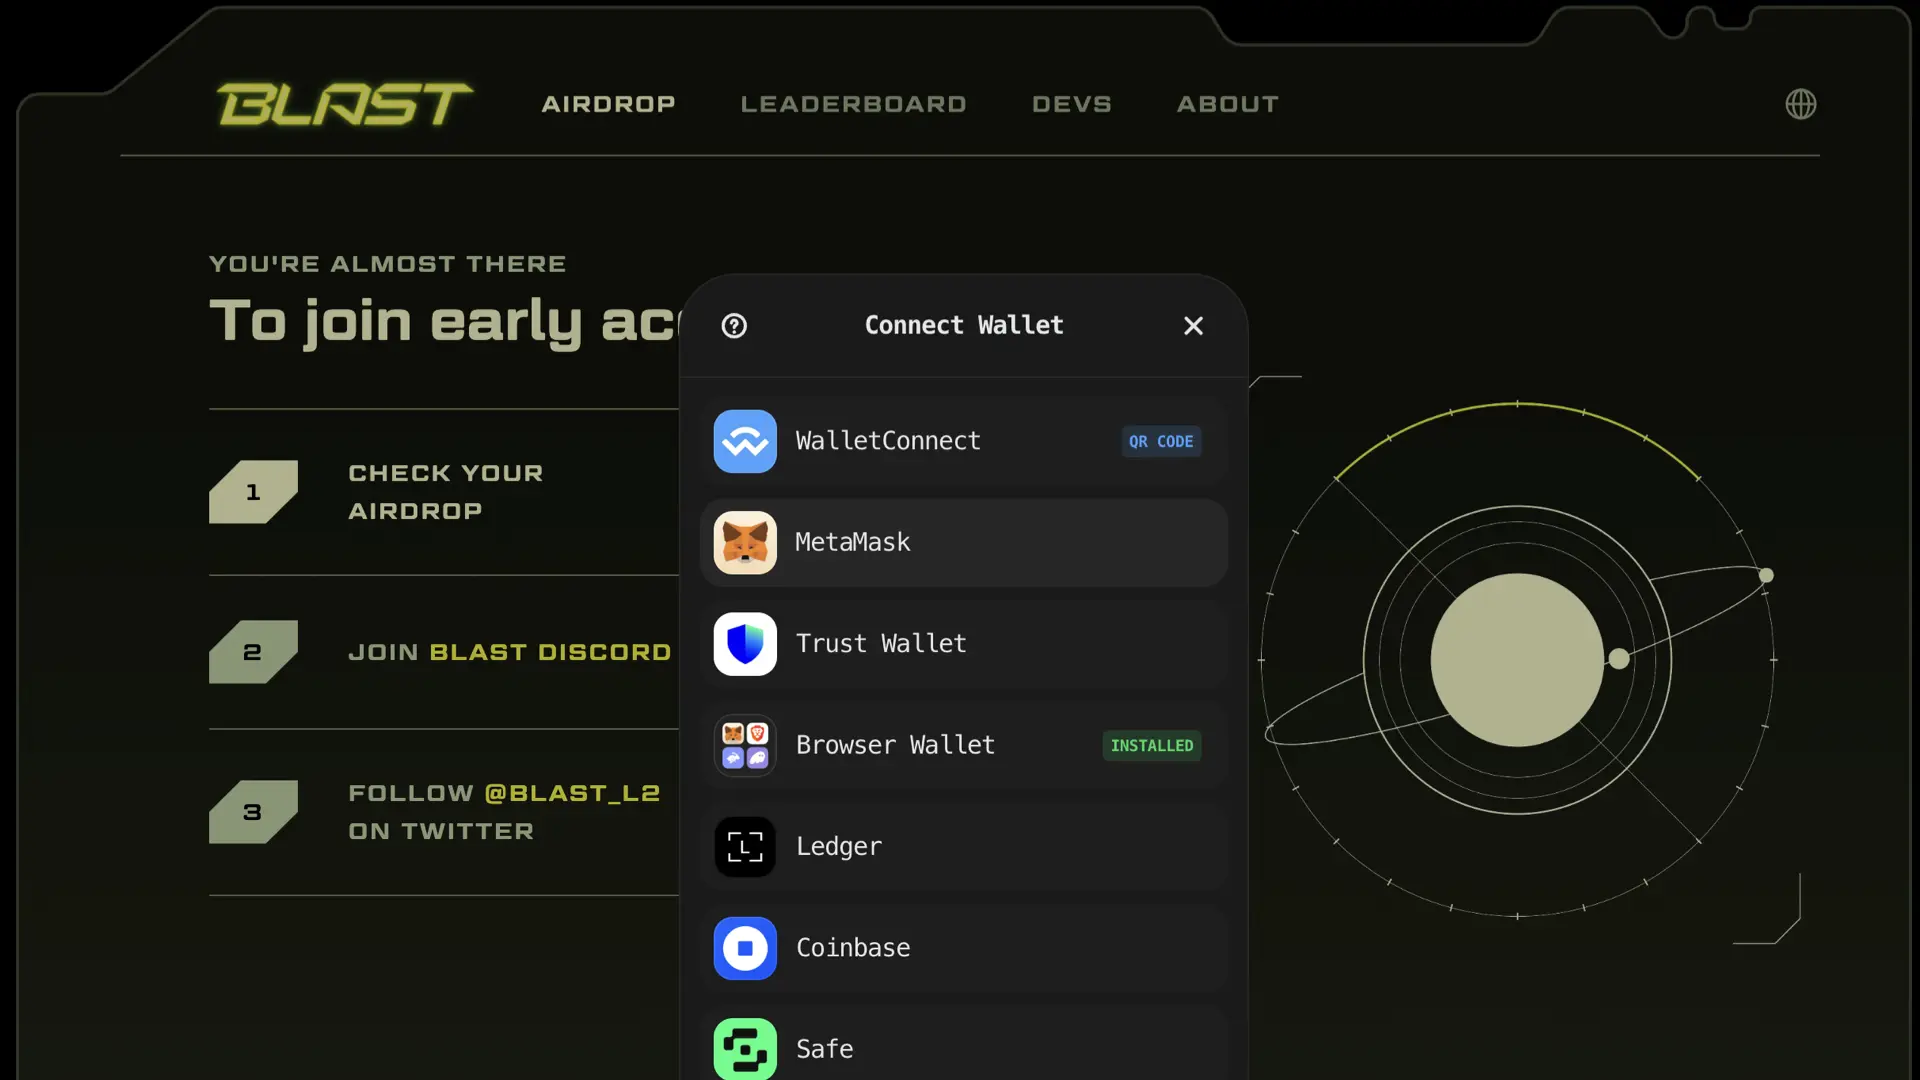 BLAST
AIRDROP
LEADERBOARD
DEVS
ABOUT
YOU'RE ALMOST THERE
To join early
1
CHECK YOUR
AIRDROP
2
JOIN BLAST DISCORD
3
FOLLOW @BLAST_L2
ON TWITTER
Connect Wallet
WalletConnect
QR CODE
MetaMask
Trust Wallet
Browser Wallet
INSTALLED
L
Ledger
Coinbase
Safe